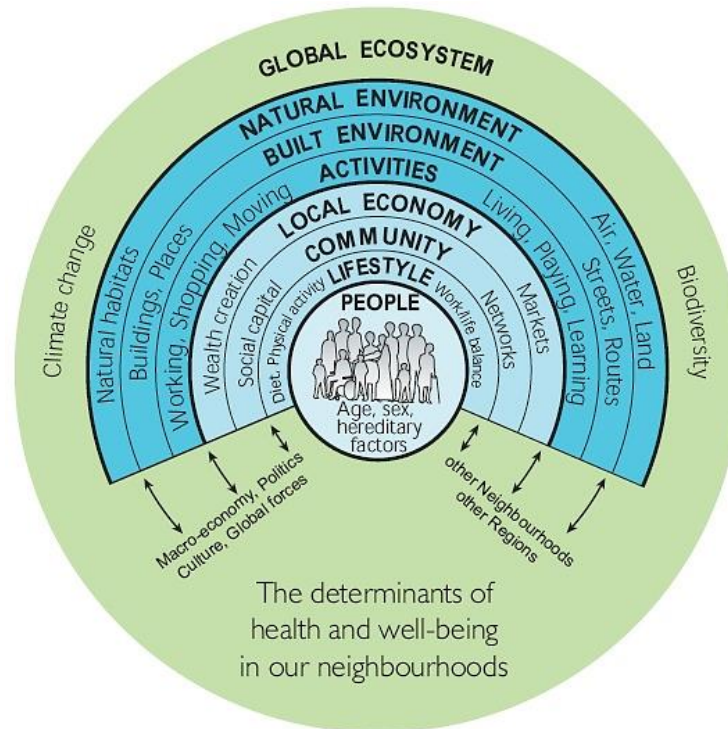 GLOBAL ECOSYSTEM
NATURAL ENVIRONMENT
BUILT ENVIRONMENT
ACTIVITIES
LOCAL ECONOMY
COMMUNITY
LIFESTYLE
PEOPLE
Age, sex,
hereditary
factors
Climate change
Natural habitats
Buildings, Places
Working, Shopping, Moving
Wealth creation
Social capital
Diet. Physical activity
Work/life balance
Networks
Markets
Living, Playing, Learning
Streets, Routes
Air, Water, Land
Biodiversity
Macro-economy, Politics
Culture, Global forces
other Neighbourhoods
other Regions
The determinants of
health and well-being
in our neighbourhoods